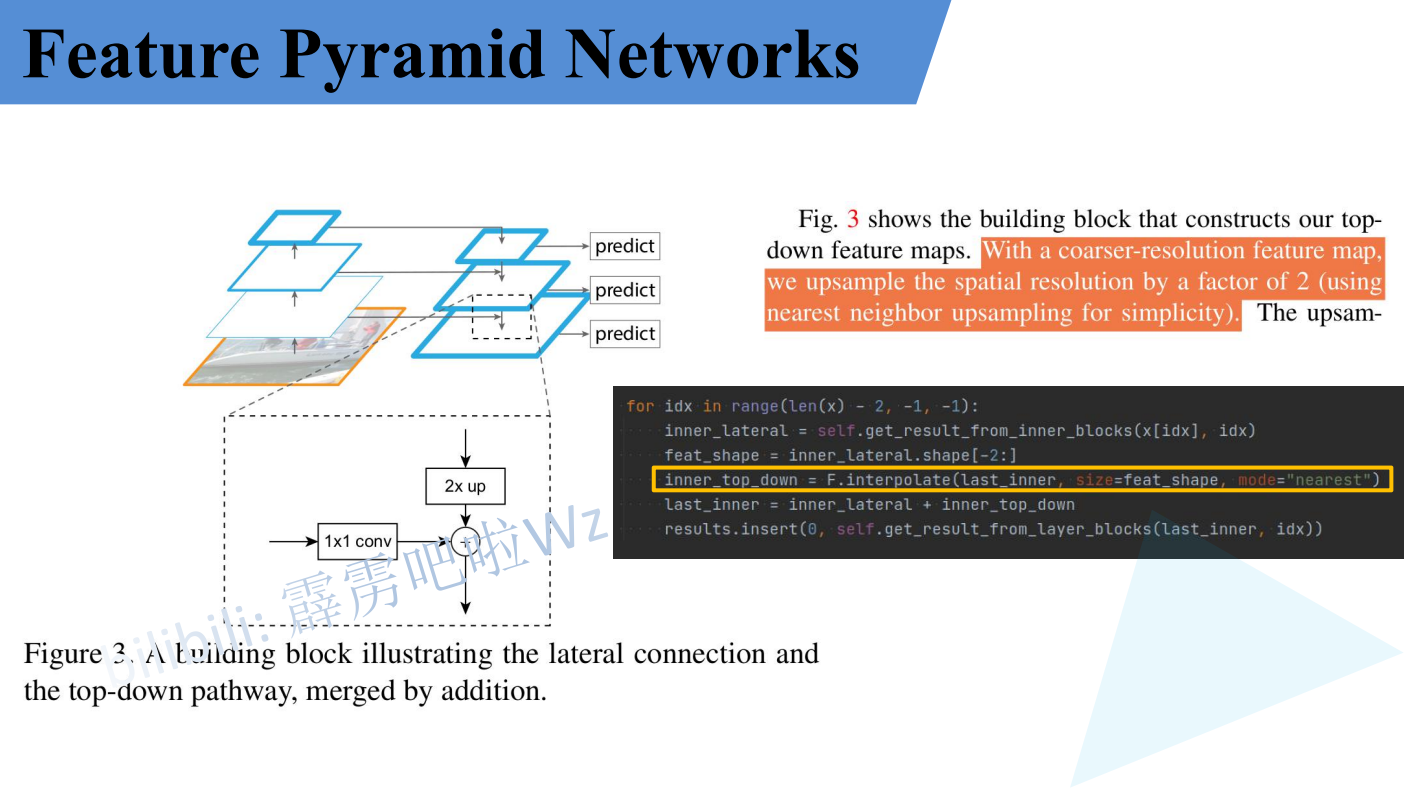 Feature Pyramid Networks
predict
predict
predict
2x up
1x1 conv
+
bilibili: 霹雳吧啦Wz
Figure 3. A building block illustrating the lateral connection and
the top-down pathway, merged by addition.
Fig. 3 shows the building block that constructs our top-
down feature maps. With a coarser-resolution feature map,
we upsample the spatial resolution by a factor of 2 (using
nearest neighbor upsampling for simplicity). The upsam-
for idx in range(len(x) - 2, -1, -1):
    inner_lateral = self.get_result_from_inner_blocks(x[idx], idx)
    feat_shape = inner_lateral.shape[-2:]
    inner_top_down = F.interpolate(last_inner, size=feat_shape, mode="nearest")
    last_inner = inner_lateral + inner_top_down
    results.insert(0, self.get_result_from_layer_blocks(last_inner, idx))